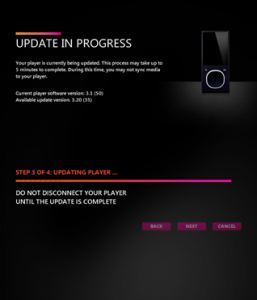 UPDATE IN PROGRESS
Your player is currently being updated. This process may take up to
5 minutes to complete. During this time, you may not sync media
to your player.
Current player software version: 3.1 (50)
Available update version: 3.20 (35)
STEP 3 OF 4: UPDATING PLAYER ...
DO NOT DISCONNECT YOUR PLAYER
UNTIL THE UPDATE IS COMPLETE
BACK
NEXT
CANCEL